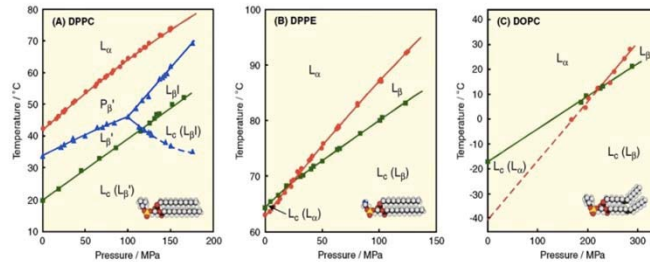 (A) DPPC
80
70
60
50
40
30
20
10
Temperature / °C
Lα
Pβ'
LβI
Lβ'
Lc (LβI)
Lc (Lβ')
0
50
100
150
200
Pressure / MPa
(B) DPPE
100
90
80
70
60
Temperature / °C
Lα
Lβ
Lc (Lβ)
Lc (Lα)
0
50
100
150
Pressure / MPa
(C) DOPC
40
30
20
10
0
-10
-20
-30
-40
Temperature / °C
Lα
Lβ
Lc (Lα)
Lc (Lβ)
0
100
200
300
Pressure / MPa